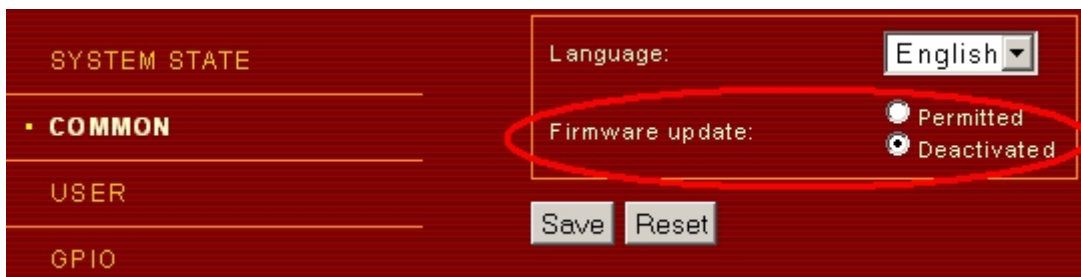 SYSTEM STATE
COMMON
USER
GPIO
Language:
English
Firmware update:
Permitted
Deactivated
Save
Reset